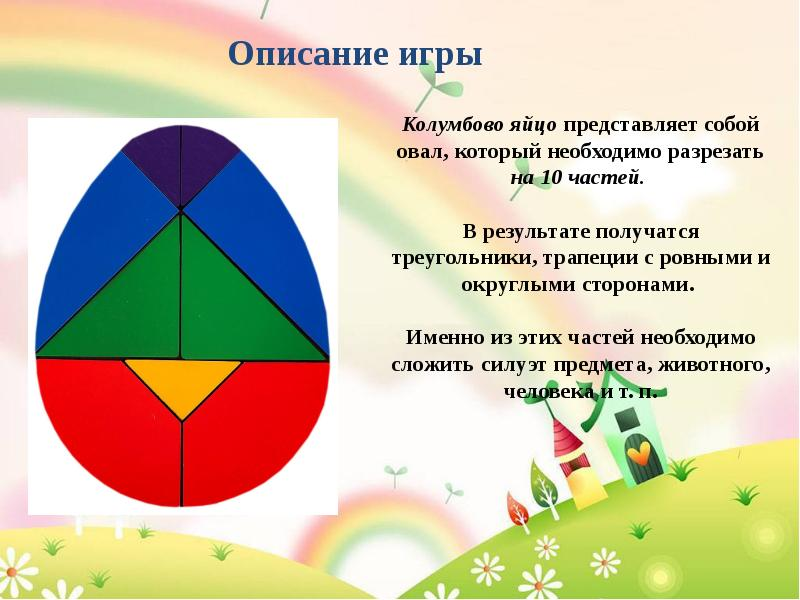 Описание игры
Колумбово яйцо представляет собой
овал, который необходимо разрезать
на 10 частей.
В результате получатся
треугольники, трапеции с ровными и
округлыми сторонами.
Именно из этих частей необходимо
сложить силуэт предмета, животного,
человека и т. п.